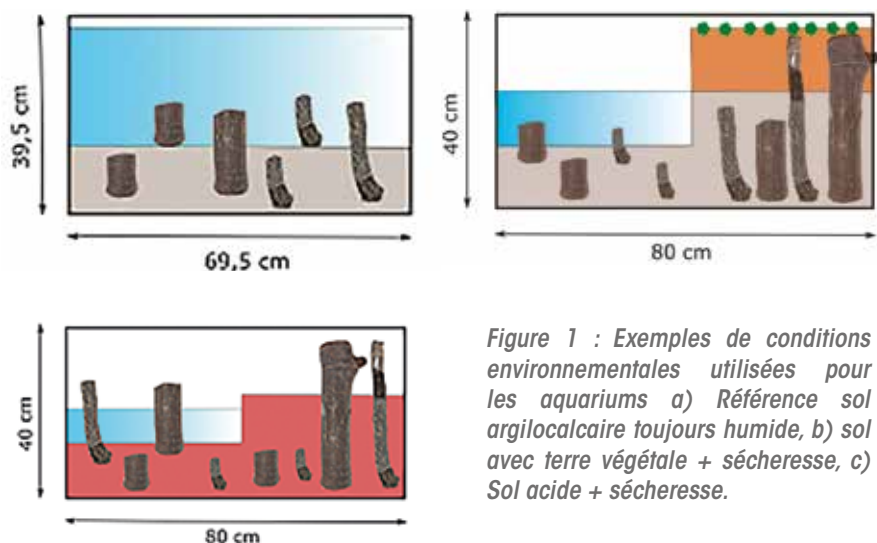 39,5 cm
69,5 cm
40 cm
80 cm
40 cm
80 cm
Figure 1 : Exemples de conditions
environnementales utilisées pour
les aquariums a) Référence sol
argilocalcaire toujours humide, b) sol
avec terre végétale + sécheresse, c)
Sol acide + sécheresse.